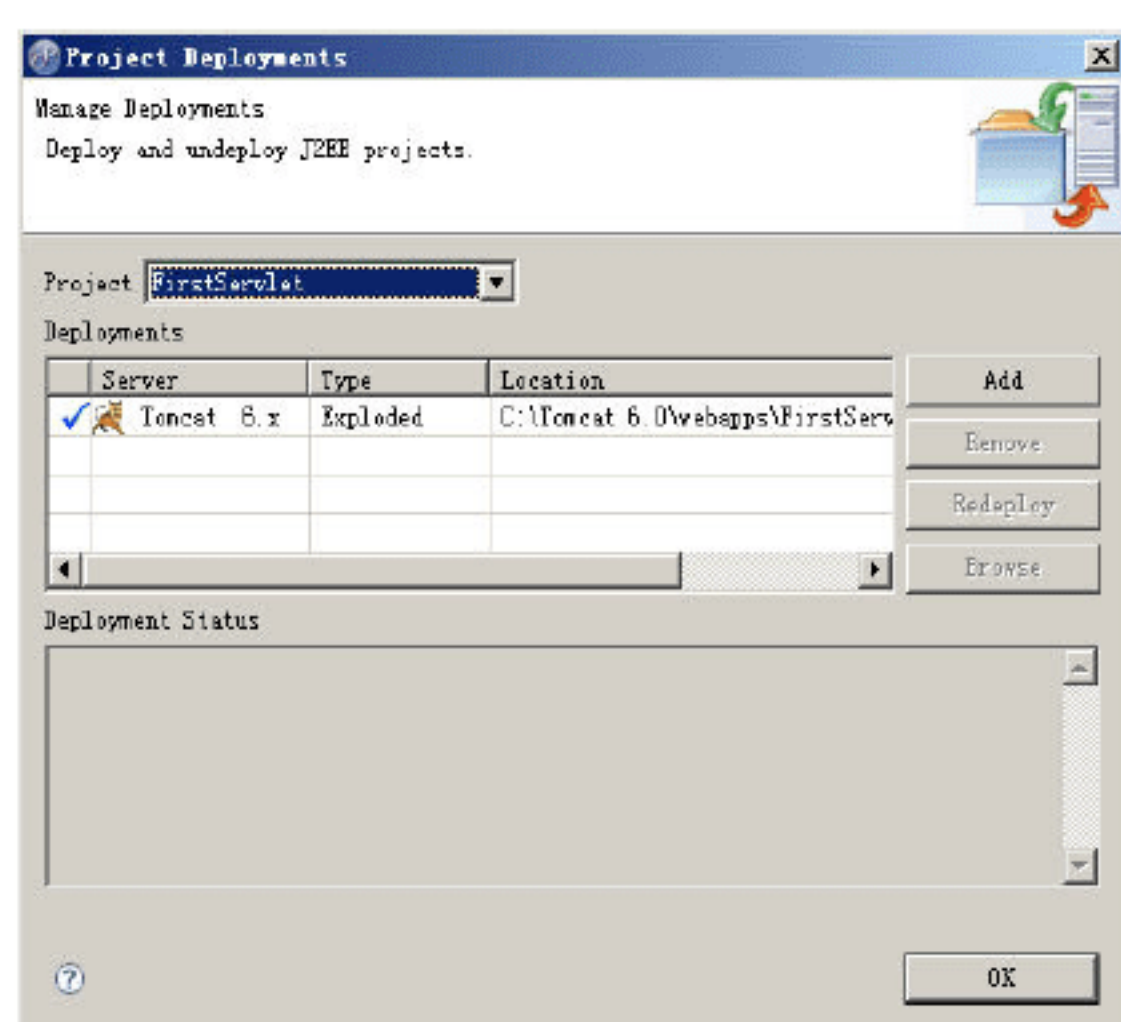 Project Deployments
Manage Deployments
Deploy and undeploy J2EE projects.
Project FirstServlet
Deployments
Server Type Location
Tomcat 6.x Exploded C:\Tomcat 6.0\webapps\FirstServ
Add
Remove
Redeploy
Browse
Deployment Status
?
OK